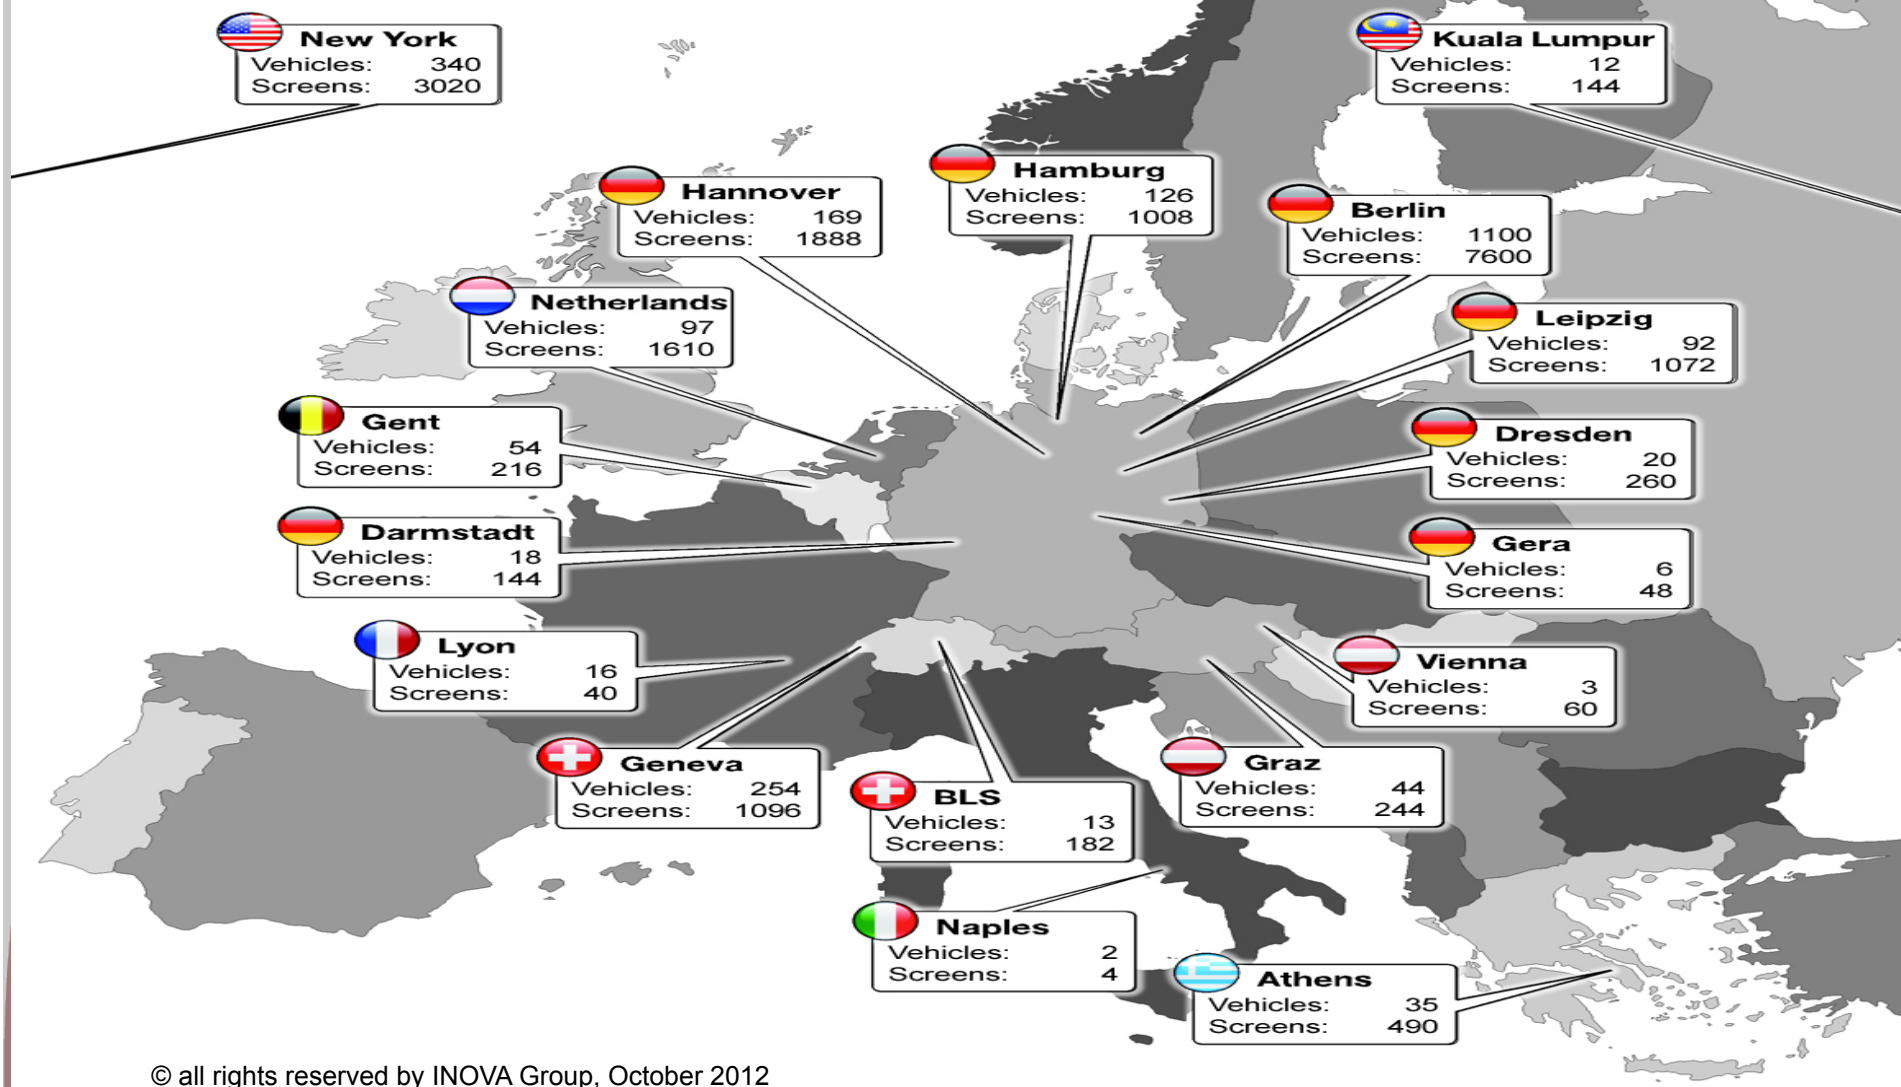 New York
Vehicles: 340
Screens: 3020
Kuala Lumpur
Vehicles: 12
Screens: 144
Hamburg
Vehicles: 126
Screens: 1008
Hannover
Vehicles: 169
Screens: 1888
Berlin
Vehicles: 1100
Screens: 7600
Netherlands
Vehicles: 97
Screens: 1610
Leipzig
Vehicles: 92
Screens: 1072
Gent
Vehicles: 54
Screens: 216
Dresden
Vehicles: 20
Screens: 260
Darmstadt
Vehicles: 18
Screens: 144
Gera
Vehicles: 6
Screens: 48
Lyon
Vehicles: 16
Screens: 40
Vienna
Vehicles: 3
Screens: 60
Geneva
Vehicles: 254
Screens: 1096
BLS
Vehicles: 13
Screens: 182
Graz
Vehicles: 44
Screens: 244
Naples
Vehicles: 2
Screens: 4
Athens
Vehicles: 35
Screens: 490
© all rights reserved by INOVA Group, October 2012